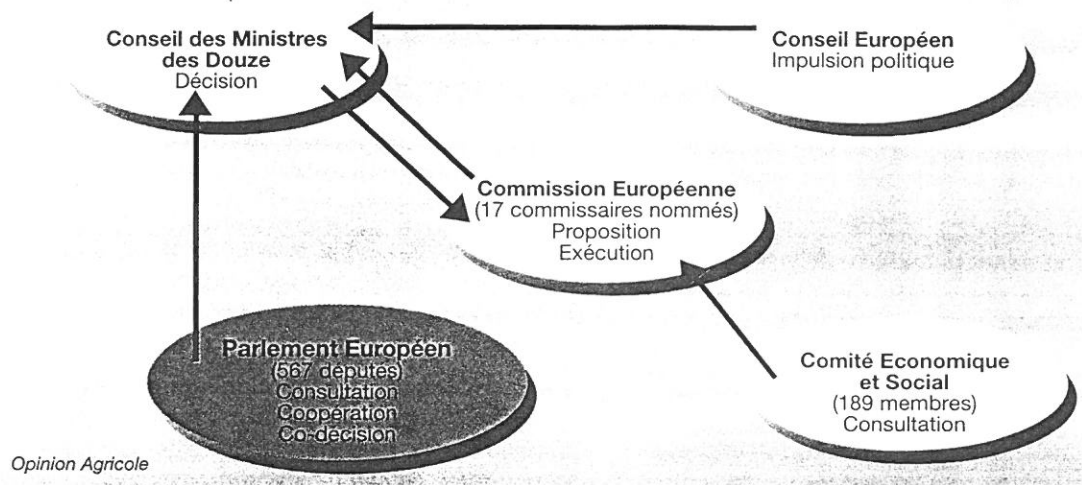 Conseil des Ministres
des Douze
Décision
Conseil Européen
Impulsion politique
Commission Européenne
(17 commissaires nommés)
Proposition
Exécution
Parlement Européen
(567 députés)
Consultation
Coopération
Co-décision
Comité Economique
et Social
(189 membres)
Consultation
Opinion Agricole